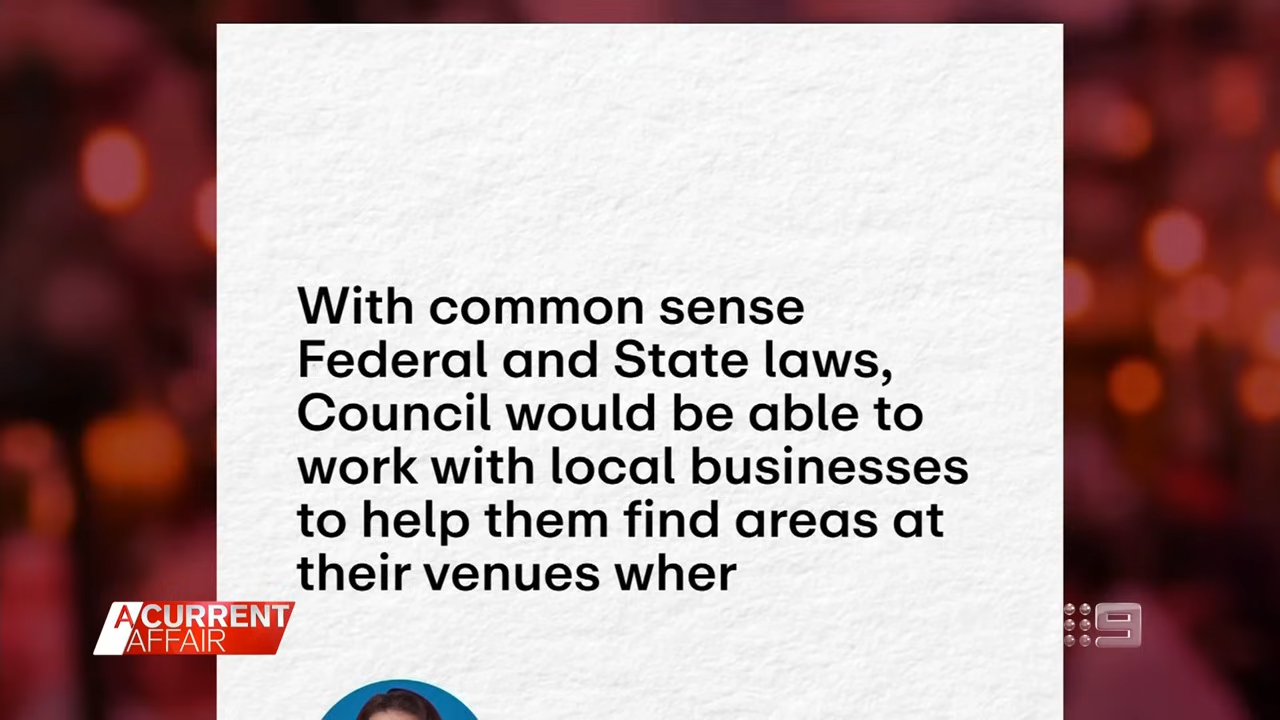 With common sense
Federal and State laws,
Council would be able to
work with local businesses
to help them find areas at
their venues wher
A CURRENT
AFFAIR
9